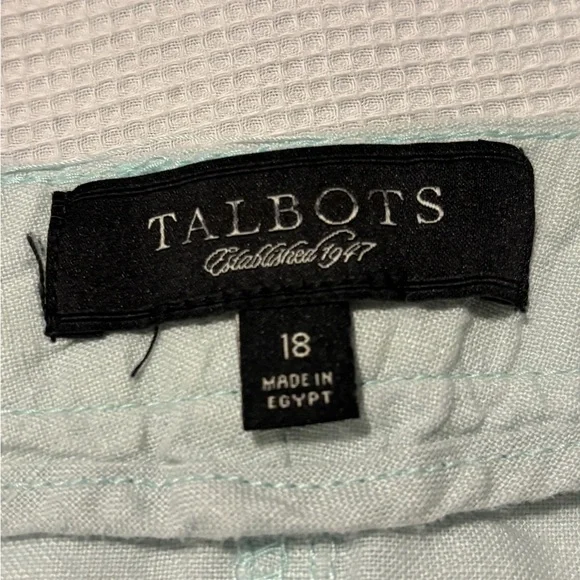 TALBOTS
Established 1947
18
MADE IN
EGYPT